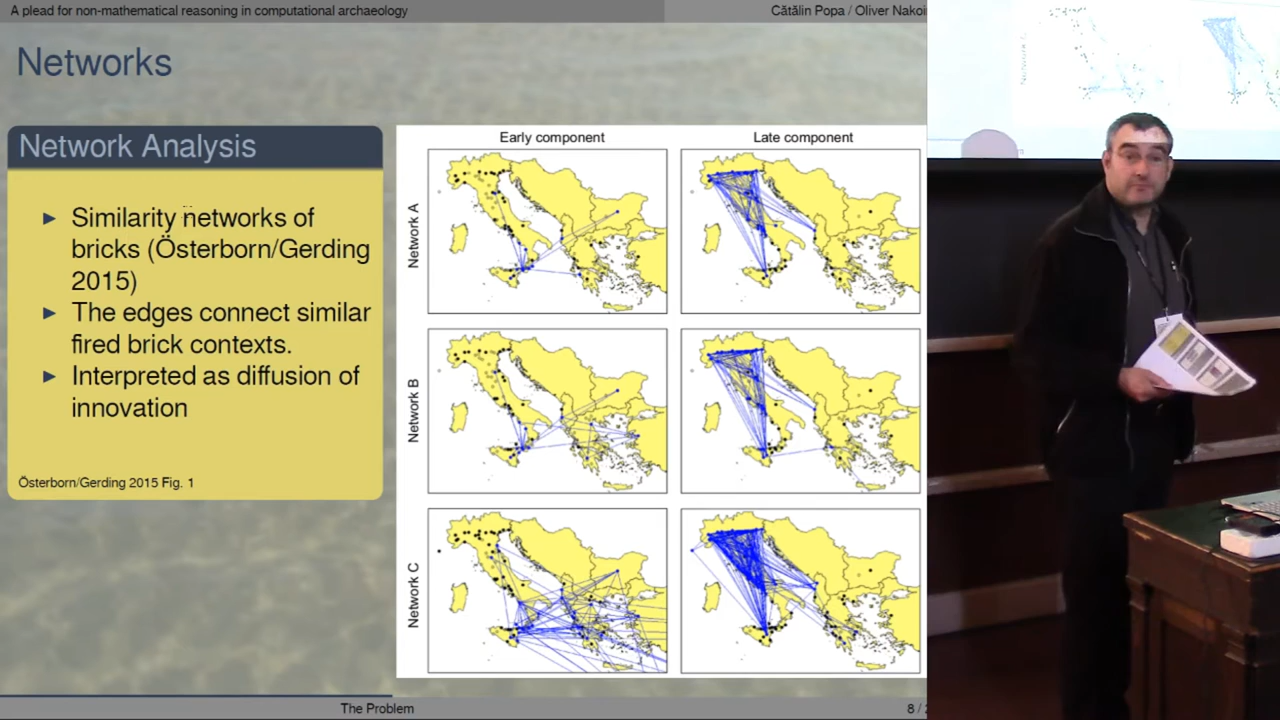 A plead for non-mathematical reasoning in computational archaeology
Cătălin Popa / Oliver Nakoi
Networks
Network Analysis
► Similarity networks of
bricks (Österborn/Gerding
2015)
► The edges connect similar
fired brick contexts.
► Interpreted as diffusion of
innovation
Österborn/Gerding 2015 Fig. 1
Early component
Late component
Network A
Network B
Network C
The Problem
8 / 2